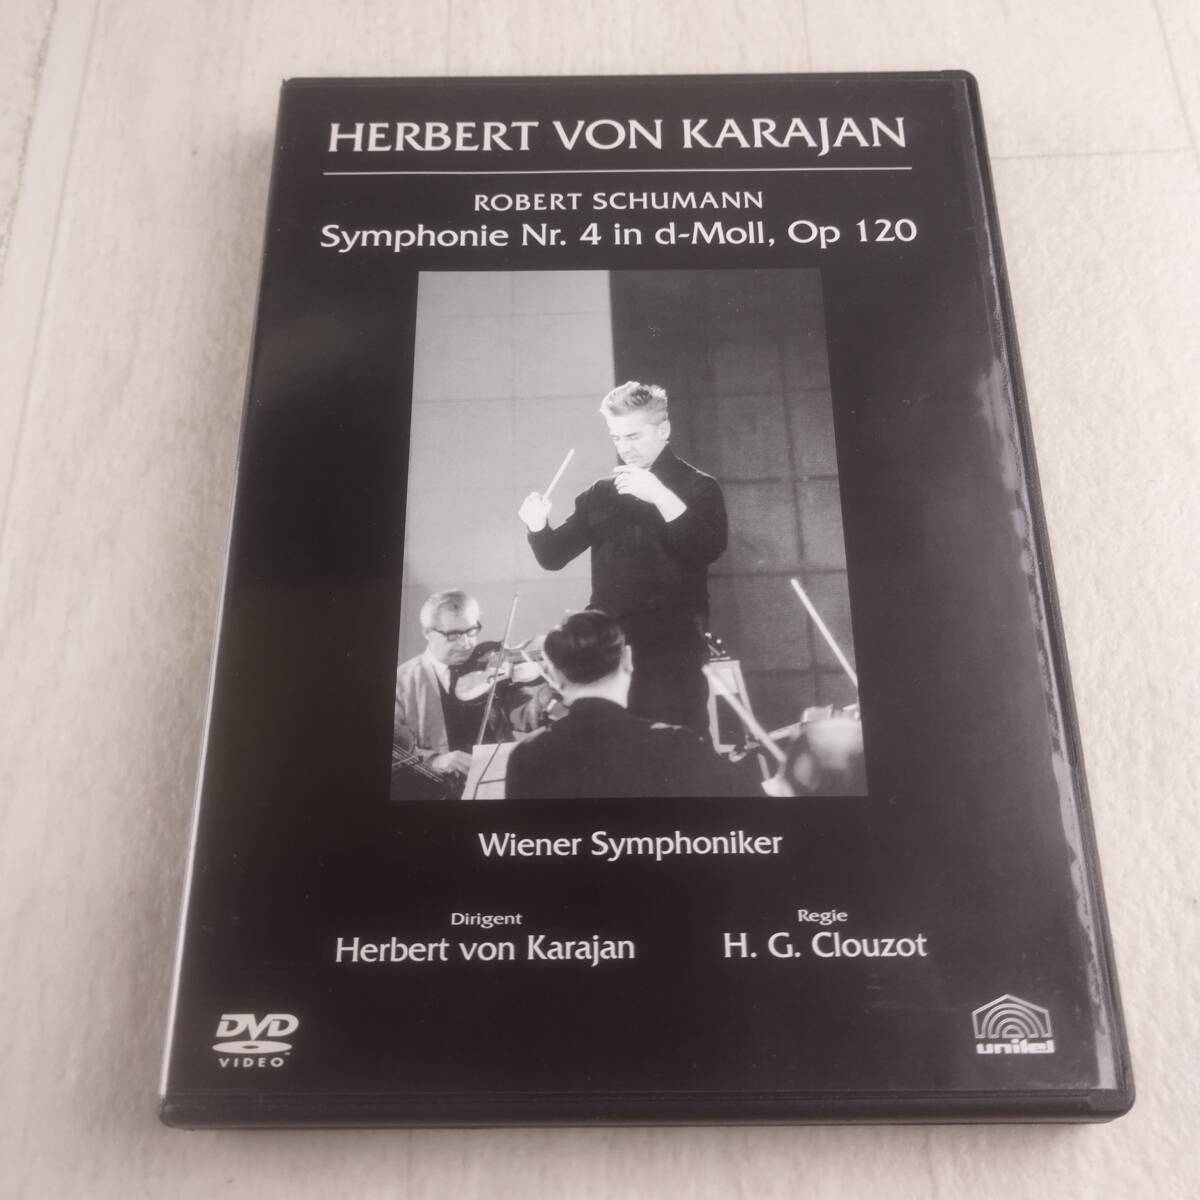 HERBERT VON KARAJAN
ROBERT SCHUMANN
Symphonie Nr. 4 in d-Moll, Op 120
Wiener Symphoniker
Dirigent
Herbert von Karajan
Regie
H. G. Clouzot
DVD
VIDEO™
unitel